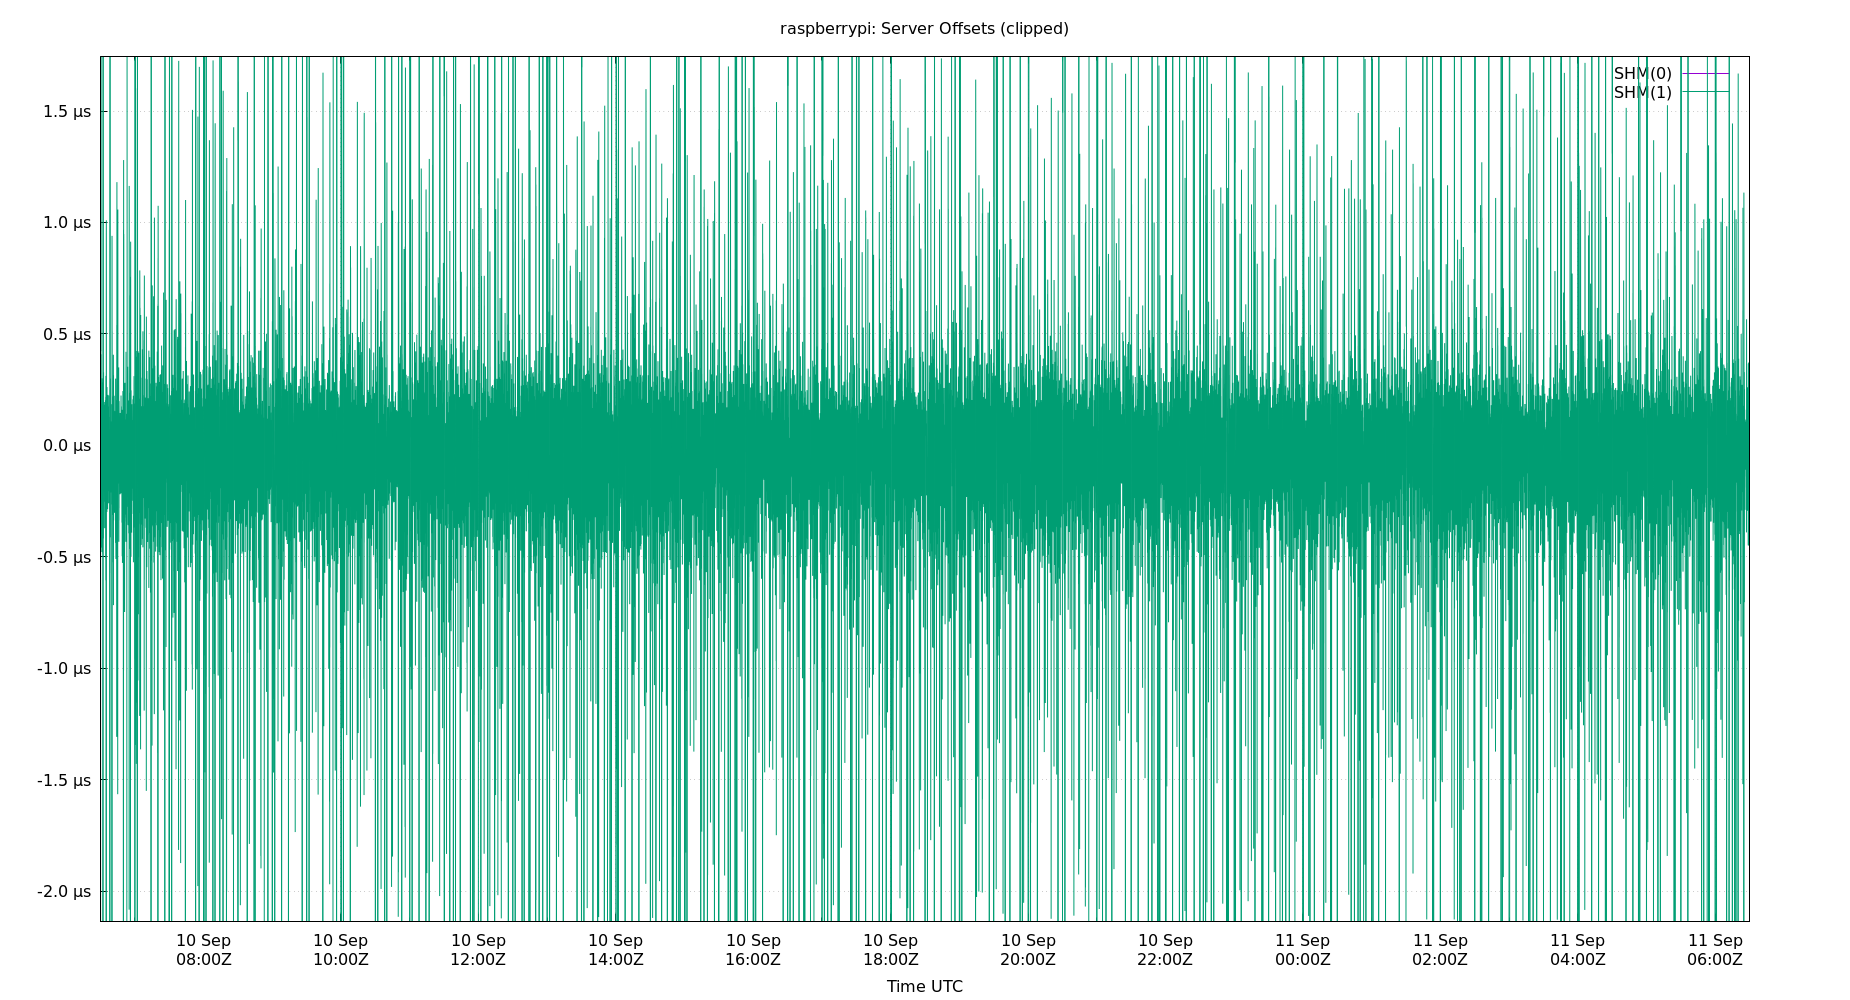 raspberrypi: Server Offsets (clipped)
SHM(0)
SHM(1)
1.5 µs
1.0 µs
0.5 µs
0.0 µs
-0.5 µs
-1.0 µs
-1.5 µs
-2.0 µs
10 Sep 10 Sep 10 Sep 10 Sep 10 Sep 10 Sep 10 Sep 10 Sep 11 Sep 11 Sep 11 Sep 11 Sep
08:00Z 10:00Z 12:00Z 14:00Z 16:00Z 18:00Z 20:00Z 22:00Z 00:00Z 02:00Z 04:00Z 06:00Z
Time UTC